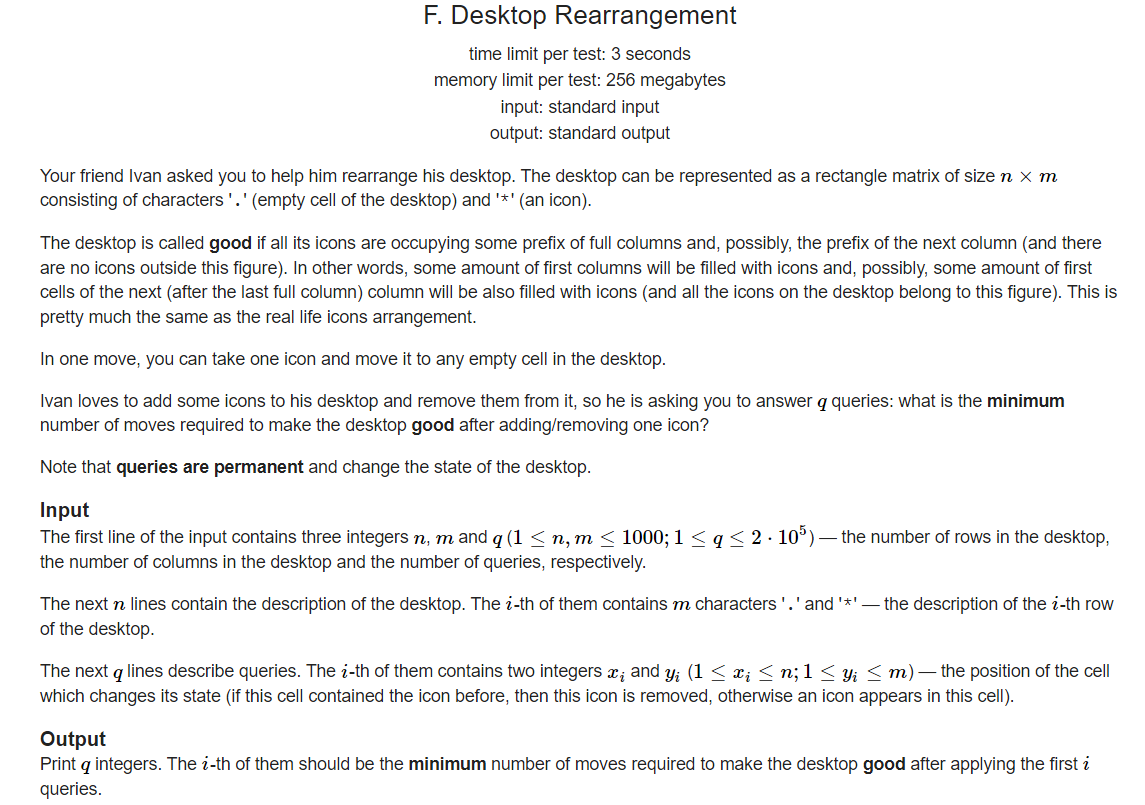 F. Desktop Rearrangement
time limit per test: 3 seconds
memory limit per test: 256 megabytes
input: standard input
output: standard output
Your friend Ivan asked you to help him rearrange his desktop. The desktop can be represented as a rectangle matrix of size n × m
consisting of characters '.' (empty cell of the desktop) and '*' (an icon).
The desktop is called good if all its icons are occupying some prefix of full columns and, possibly, the prefix of the next column (and there
are no icons outside this figure). In other words, some amount of first columns will be filled with icons and, possibly, some amount of first
cells of the next (after the last full column) column will be also filled with icons (and all the icons on the desktop belong to this figure). This is
pretty much the same as the real life icons arrangement.
In one move, you can take one icon and move it to any empty cell in the desktop.
Ivan loves to add some icons to his desktop and remove them from it, so he is asking you to answer q queries: what is the minimum
number of moves required to make the desktop good after adding/removing one icon?
Note that queries are permanent and change the state of the desktop.
Input
The first line of the input contains three integers n, m and q (1 ≤ n, m ≤ 1000; 1 ≤ q ≤ 2 · 10⁵) — the number of rows in the desktop,
the number of columns in the desktop and the number of queries, respectively.
The next n lines contain the description of the desktop. The i-th of them contains m characters '.' and '*' — the description of the i-th row
of the desktop.
The next q lines describe queries. The i-th of them contains two integers xᵢ and yᵢ (1 ≤ xᵢ ≤ n; 1 ≤ yᵢ ≤ m) — the position of the cell
which changes its state (if this cell contained the icon before, then this icon is removed, otherwise an icon appears in this cell).
Output
Print q integers. The i-th of them should be the minimum number of moves required to make the desktop good after applying the first i
queries.